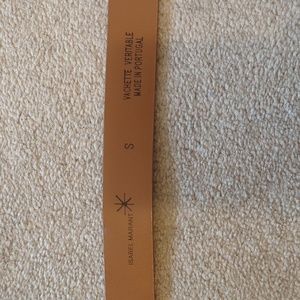 VACHETTE VERITABLE
MADE IN PORTUGAL
S
ISABEL MARANT